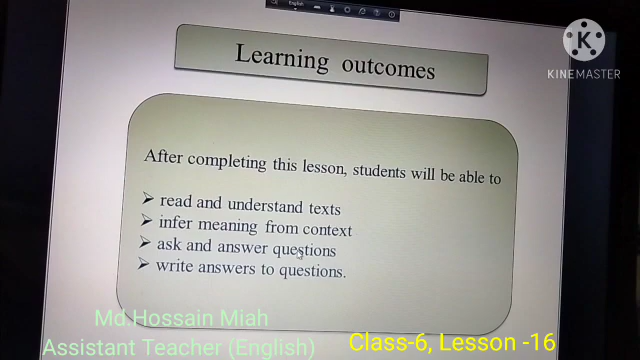 English
Learning outcomes
KINEMASTER
After completing this lesson, students will be able to
➢ read and understand texts
➢ infer meaning from context
➢ ask and answer questions
➢ write answers to questions.
Md.Hossain Miah
Assistant Teacher (English)
Class-6, Lesson -16